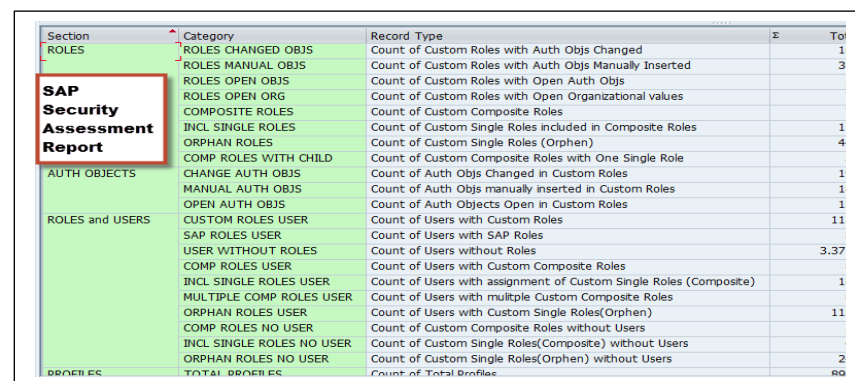 Section Category Record Type Σ Tot
ROLES ROLES CHANGED OBJS Count of Custom Roles with Auth Objs Changed 1
ROLES MANUAL OBJS Count of Custom Roles with Auth Objs Manually Inserted 3
ROLES OPEN OBJS Count of Custom Roles with Open Auth Objs
ROLES OPEN ORG Count of Custom Roles with Open Organizational values
COMPOSITE ROLES Count of Custom Composite Roles
INCL SINGLE ROLES Count of Custom Single Roles included in Composite Roles 1
ORPHAN ROLES Count of Custom Single Roles (Orphen) 4
COMP ROLES WITH CHILD Count of Custom Composite Roles with One Single Role
SAP
Security
Assessment
Report
AUTH OBJECTS CHANGE AUTH OBJS Count of Auth Objs Changed in Custom Roles 1
MANUAL AUTH OBJS Count of Auth Objs manually inserted in Custom Roles 1
OPEN AUTH OBJS Count of Auth Objects Open in Custom Roles 1
ROLES and USERS CUSTOM ROLES USER Count of Users with Custom Roles 11
SAP ROLES USER Count of Users with SAP Roles
USER WITHOUT ROLES Count of Users without Roles 3.37
COMP ROLES USER Count of Users with Custom Composite Roles
INCL SINGLE ROLES USER Count of Users with assignment of Custom Single Roles (Composite) 1
MULTIPLE COMP ROLES USER Count of Users with mulitple Custom Composite Roles
ORPHAN ROLES USER Count of Users with Custom Single Roles(Orphen) 11
COMP ROLES NO USER Count of Custom Composite Roles without Users
INCL SINGLE ROLES NO USER Count of Custom Single Roles(Composite) without Users
ORPHAN ROLES NO USER Count of Custom Single Roles(Orphen) without Users 2
PROFILES TOTAL PROFILES Count of Total Profiles 89